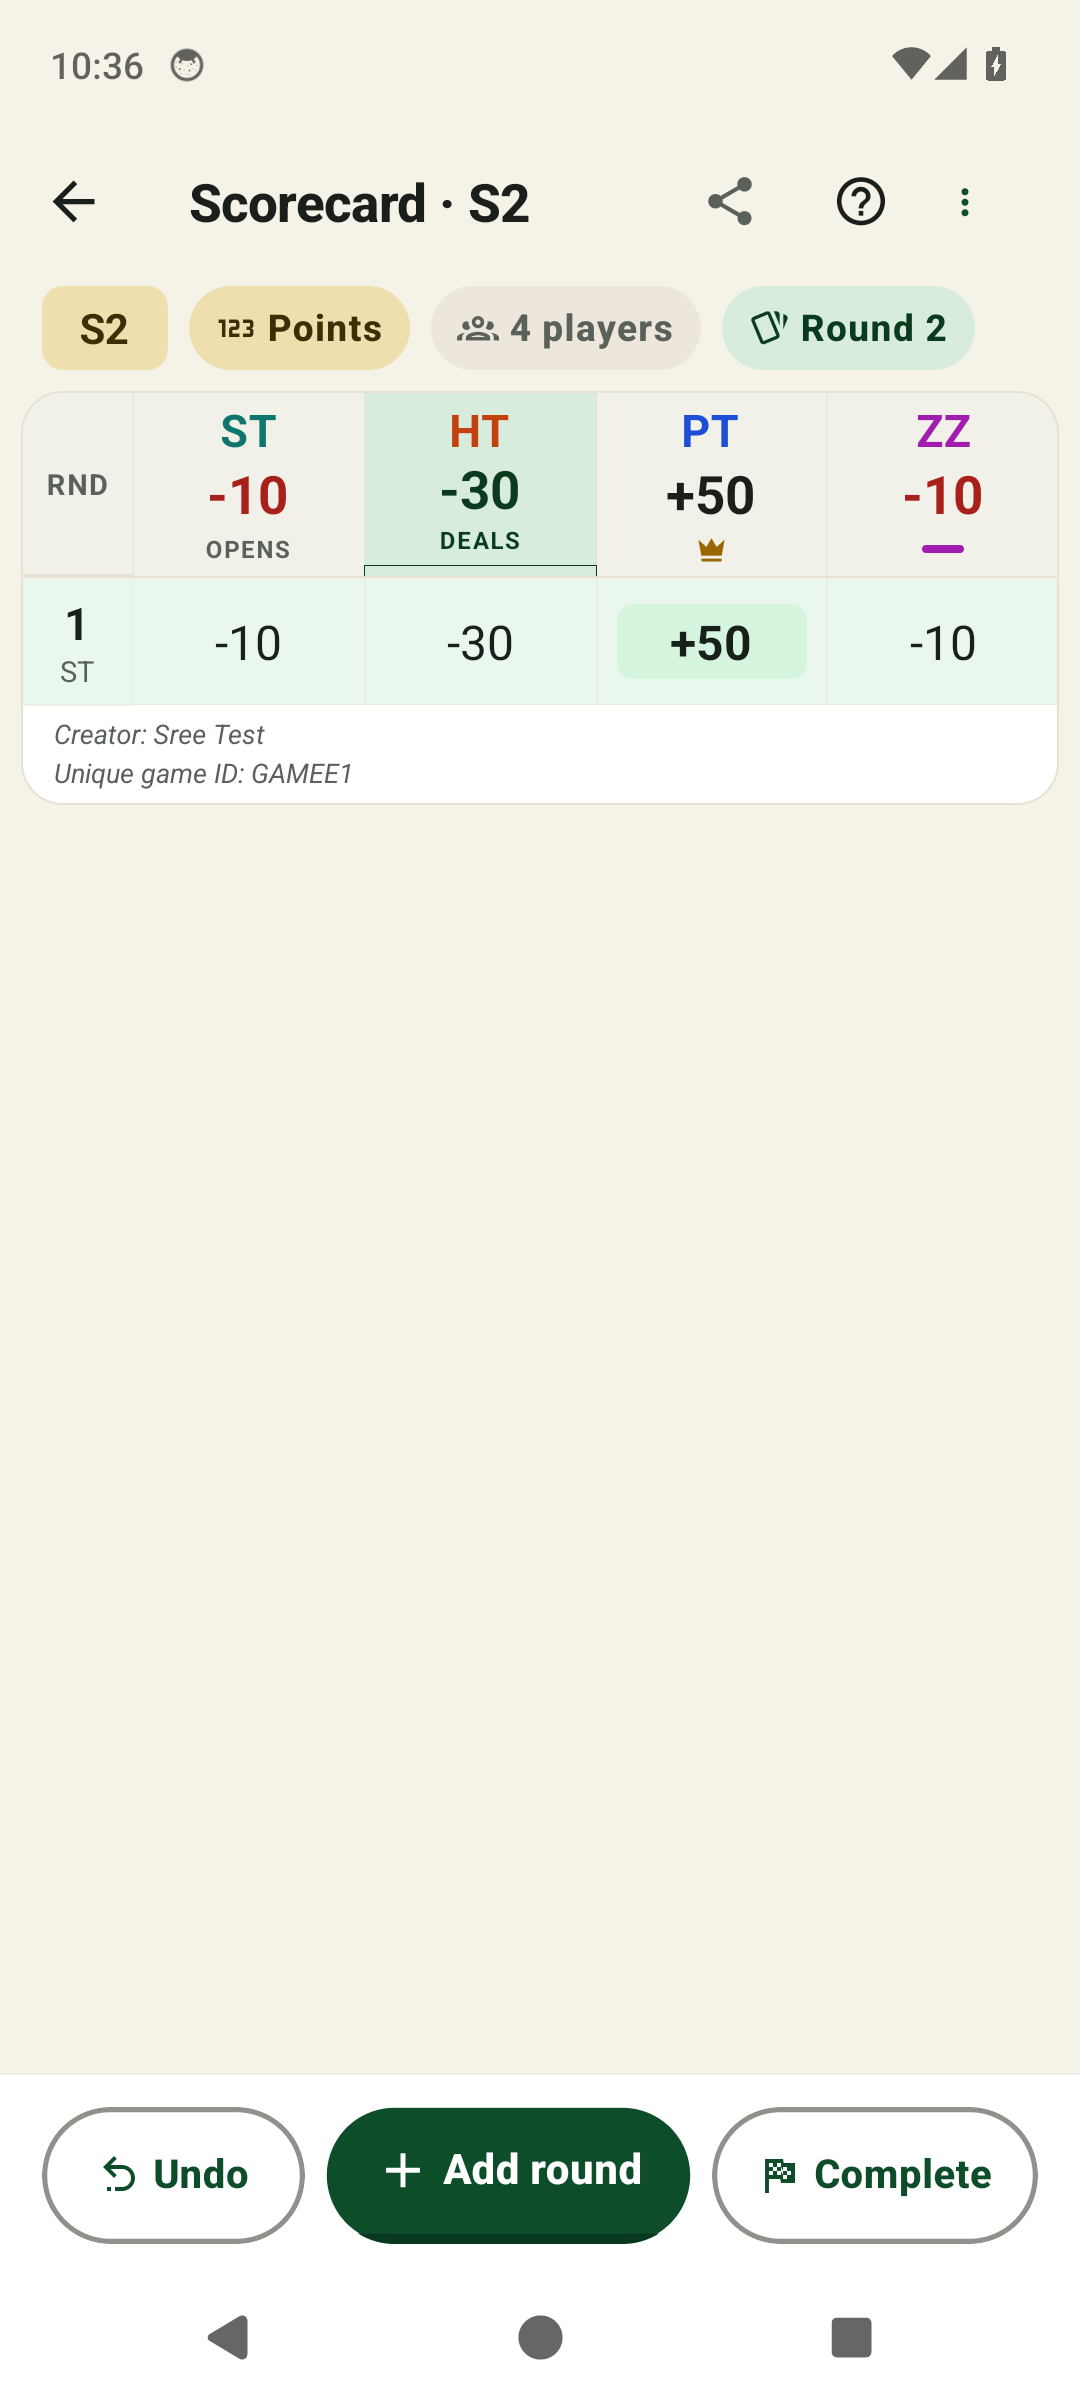 10:36
Scorecard · S2
S2
123 Points
4 players
Round 2
RND
ST
HT
PT
ZZ
-10
-30
+50
-10
OPENS
DEALS
1
ST
-10
-30
+50
-10
Creator: Sree Test
Unique game ID: GAMEE1
Undo
+ Add round
Complete